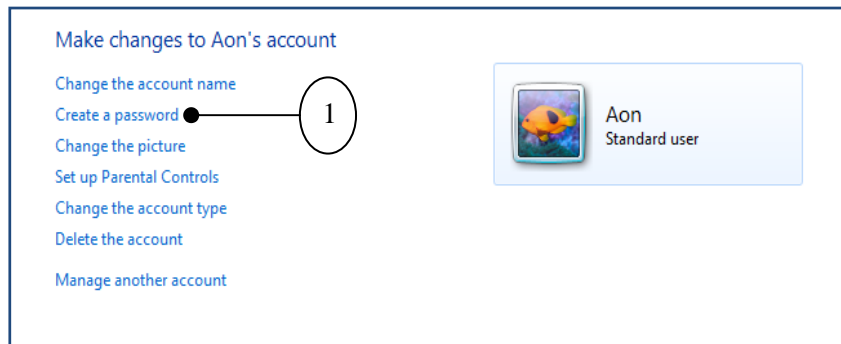 Make changes to Aon's account
Change the account name
Create a password
1
Change the picture
Set up Parental Controls
Change the account type
Delete the account
Manage another account
Aon
Standard user